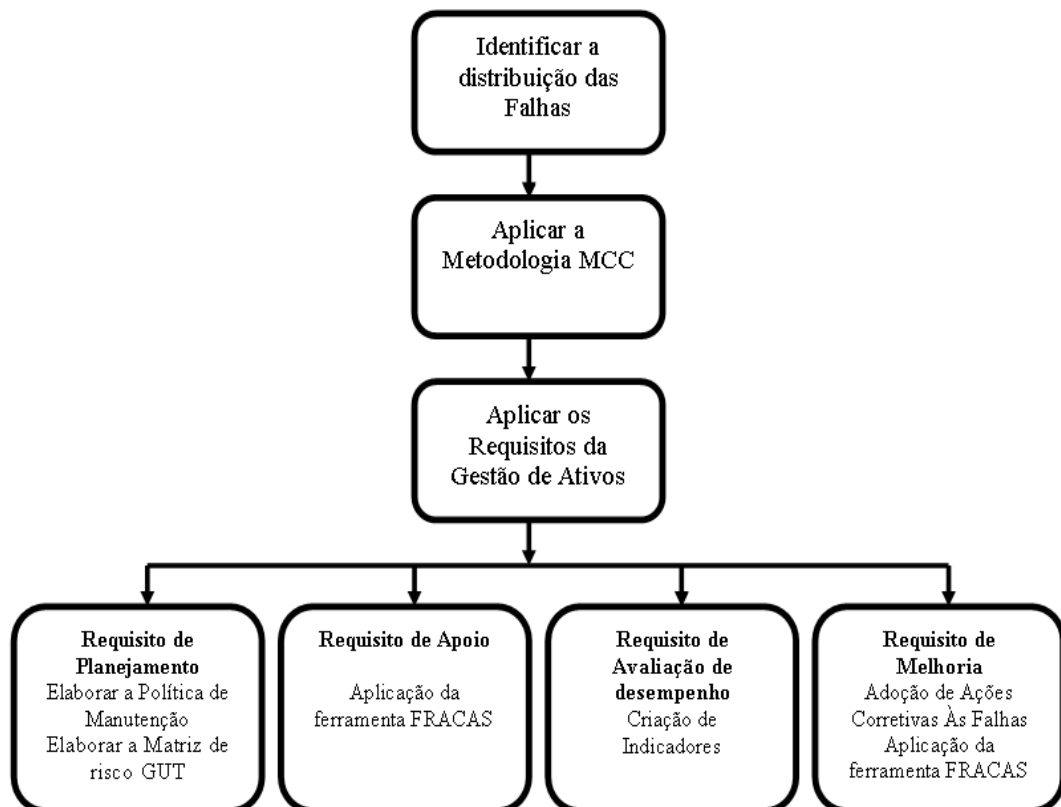 Identificar a
distribuição das
Falhas
Aplicar a
Metodologia MCC
Aplicar os
Requisitos da
Gestão de Ativos
Requisito de
Planejamento
Elaborar a Política de
Manutenção
Elaborar a Matriz de
risco GUT
Requisito de Apoio
Aplicação da
ferramenta FRACAS
Requisito de
Avaliação de
desempenho
Criação de
Indicadores
Requisito de
Melhoria
Adoção de Ações
Corretivas Às Falhas
Aplicação da
ferramenta FRACAS